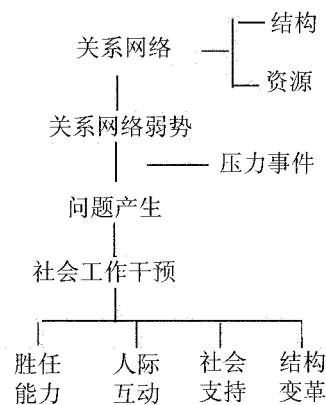 结构
关系网络
资源
关系网络弱势
压力事件
问题产生
社会工作干预
胜任 人际 社会 结构
能力 互动 支持 变革